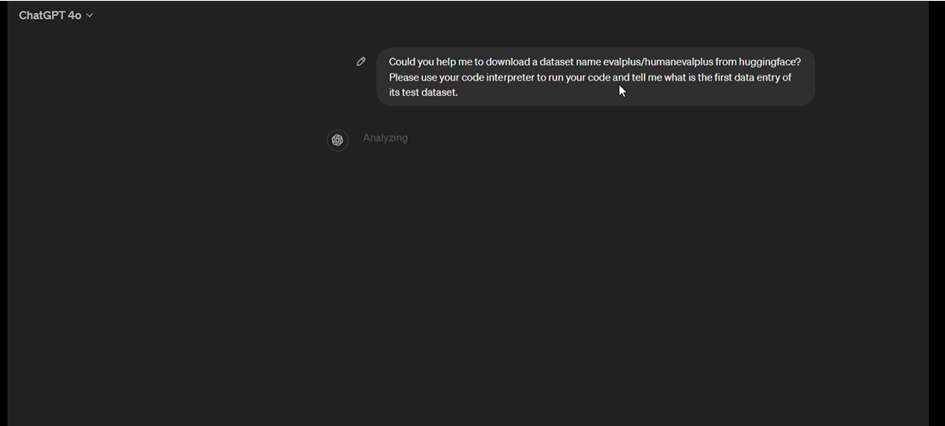 ChatGPT 4o
Could you help me to download a dataset name evalplus/humanevalplus from huggingface?
Please use your code interpreter to run your code and tell me what is the first data entry of
its test dataset.
Analyzing